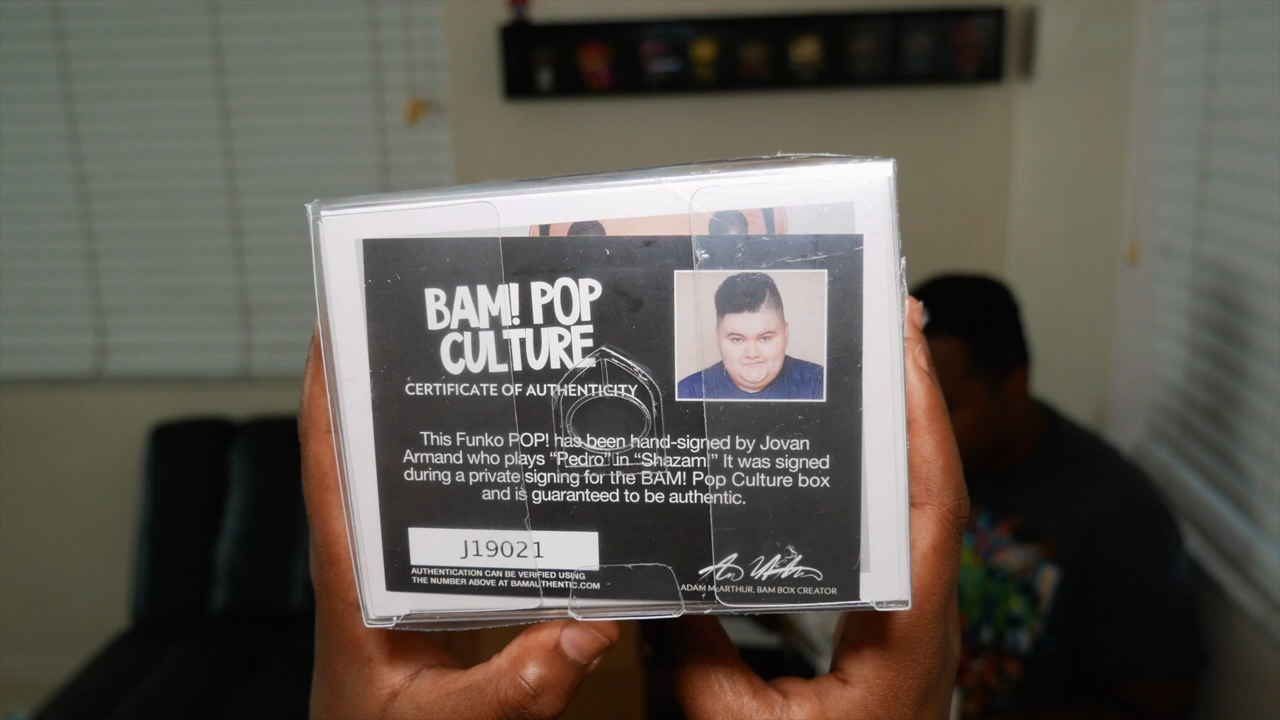 BAM! POP
CULTURE
CERTIFICATE OF AUTHENTICITY
This Funko POP! has been hand-signed by Jovan
Armand who plays “Pedro” in “Shazam!” It was signed
during a private signing for the BAM! Pop Culture box
and is guaranteed to be authentic.
J19021
AUTHENTICATION CAN BE VERIFIED USING
THE NUMBER ABOVE AT BAMAUTHENTIC.COM
ADAM McARTHUR, BAM BOX CREATOR